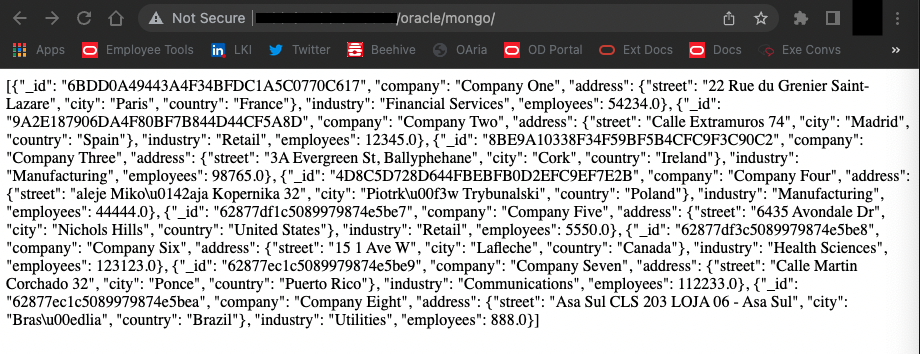 Not Secure /oracle/mongo/
Apps Employee Tools LKI Twitter Beehive OAria OD Portal Ext Docs Docs Exe Convs »
[{"_id": "6BDD0A49443A4F34BFDC1A5C0770C617", "company": "Company One", "address": {"street": "22 Rue du Grenier Saint-
Lazare", "city": "Paris", "country": "France"}, "industry": "Financial Services", "employees": 54234.0}, {"_id":
"9A2E187906DA4F80BF7B844D44CF5A8D", "company": "Company Two", "address": {"street": "Calle Extramuros 74", "city": "Madrid",
"country": "Spain"}, "industry": "Retail", "employees": 12345.0}, {"_id": "8BE9A10338F34F59BF5B4CFC9F3C90C2", "company":
"Company Three", "address": {"street": "3A Evergreen St, Ballyphehane", "city": "Cork", "country": "Ireland"}, "industry":
"Manufacturing", "employees": 98765.0}, {"_id": "4D8C5D728D644FBEBFB0D2EFC9EF7E2B", "company": "Company Four", "address":
{"street": "aleje Miko\u0142aja Kopernika 32", "city": "Piotrk\u00f3w Trybunalski", "country": "Poland"}, "industry": "Manufacturing",
"employees": 44444.0}, {"_id": "62877df1c5089979874e5be7", "company": "Company Five", "address": {"street": "6435 Avondale Dr",
"city": "Nichols Hills", "country": "United States"}, "industry": "Retail", "employees": 5550.0}, {"_id": "62877df3c5089979874e5be8",
"company": "Company Six", "address": {"street": "15 1 Ave W", "city": "Lafleche", "country": "Canada"}, "industry": "Health Sciences",
"employees": 123123.0}, {"_id": "62877ec1c5089979874e5be9", "company": "Company Seven", "address": {"street": "Calle Martin
Corchado 32", "city": "Ponce", "country": "Puerto Rico"}, "industry": "Communications", "employees": 112233.0}, {"_id":
"62877ec1c5089979874e5bea", "company": "Company Eight", "address": {"street": "Asa Sul CLS 203 LOJA 06 - Asa Sul", "city":
"Bras\u00edlia", "country": "Brazil"}, "industry": "Utilities", "employees": 888.0}]